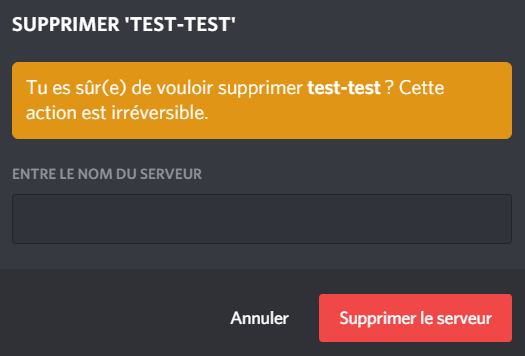 SUPPRIMER 'TEST-TEST'
Tu es sûr(e) de vouloir supprimer test-test ? Cette
action est irréversible.
ENTRE LE NOM DU SERVEUR
Annuler
Supprimer le serveur